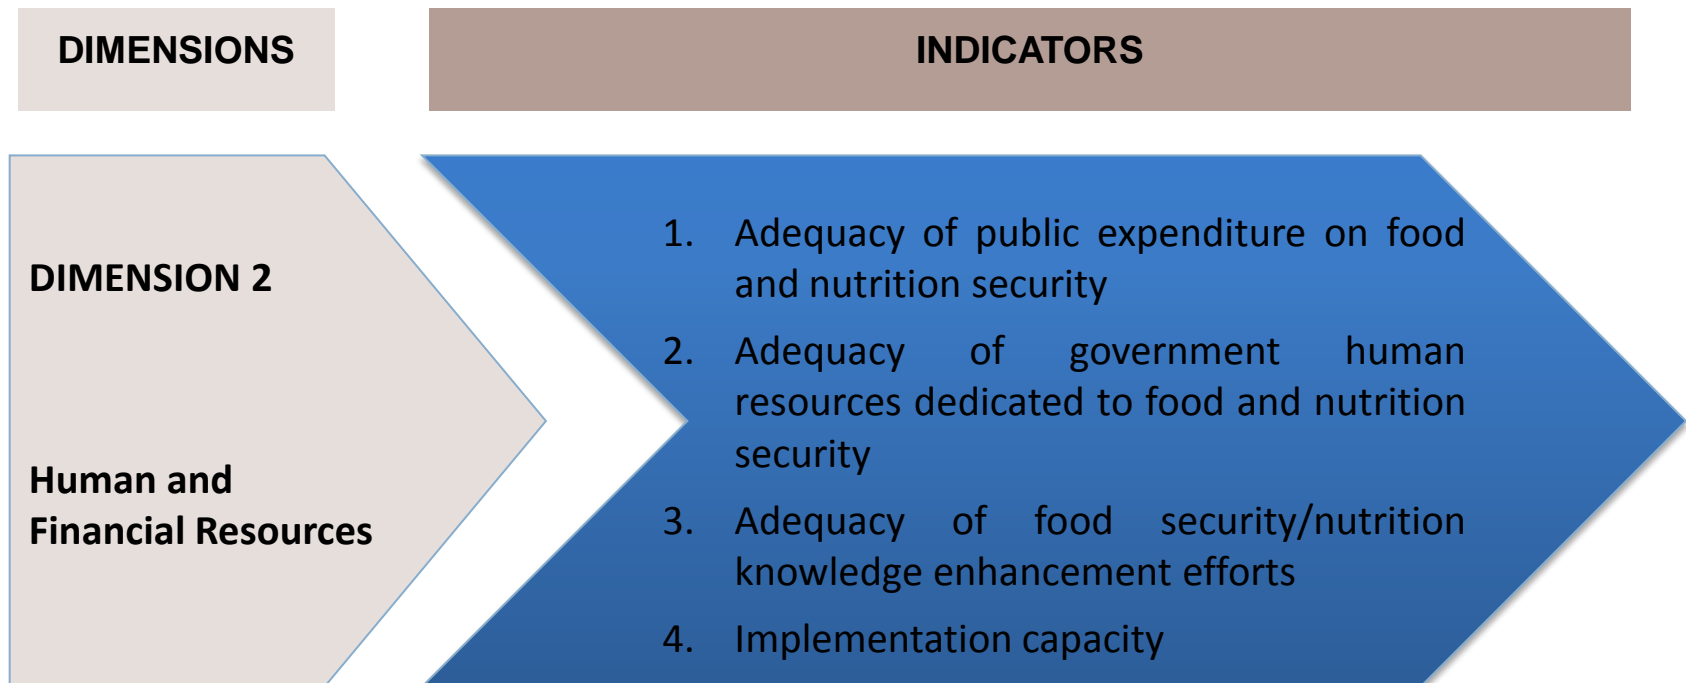 DIMENSIONS
INDICATORS
DIMENSION 2
Human and
Financial Resources
1. Adequacy of public expenditure on food
and nutrition security
2. Adequacy of government human
resources dedicated to food and nutrition
security
3. Adequacy of food security/nutrition
knowledge enhancement efforts
4. Implementation capacity